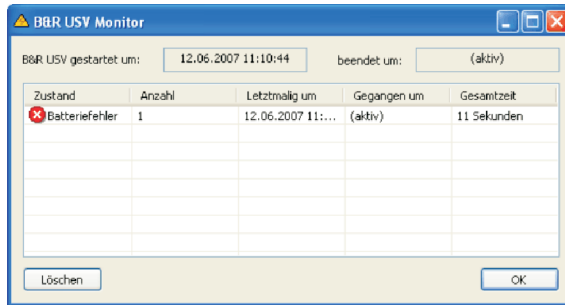 B&R USV Monitor
B&R USV gestartet um: 12.06.2007 11:10:44 beendet um: (aktiv)
Zustand Anzahl Letztmalig um Gegangen um Gesamtzeit
Batteriefehler 1 12.06.2007 11:... (aktiv) 11 Sekunden
Löschen OK